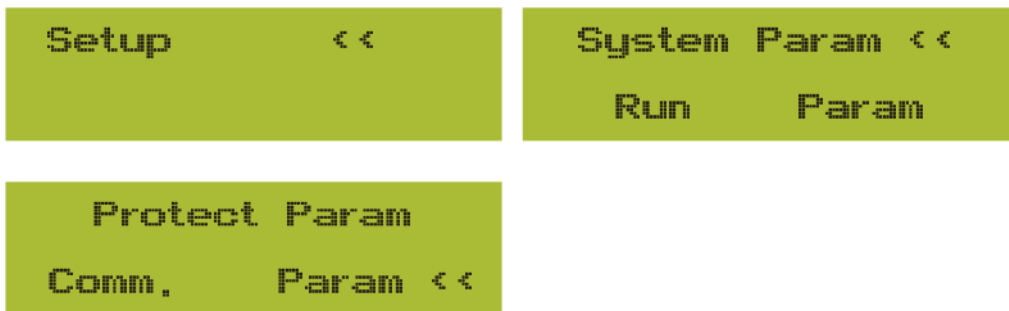 Setup <<
System Param <<
Run Param
Protect Param
Comm. Param <<